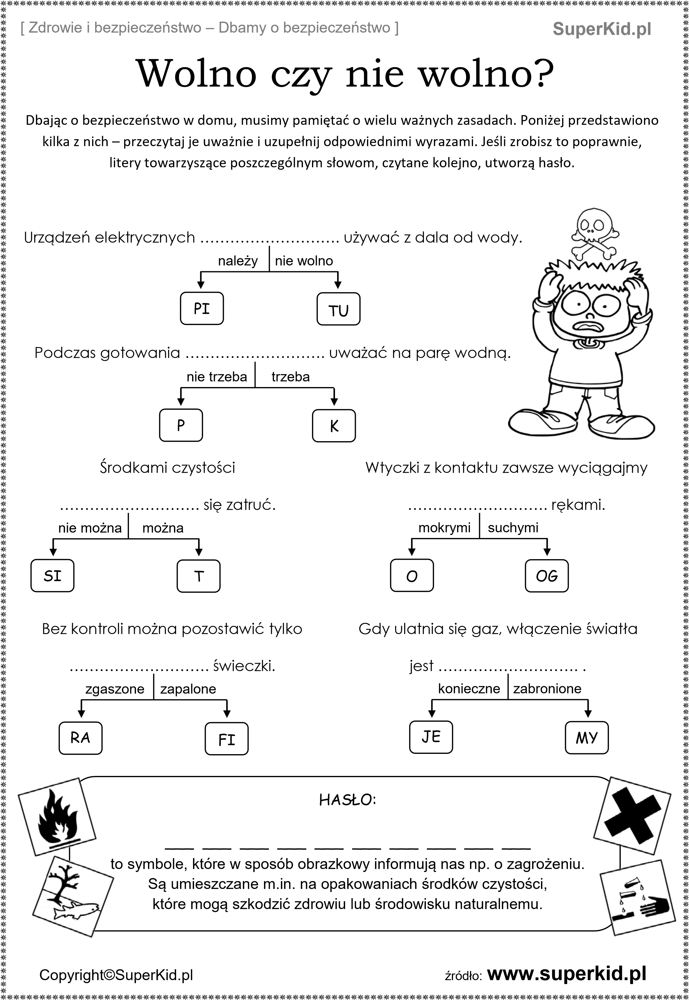 [ Zdrowie i bezpieczeństwo – Dbamy o bezpieczeństwo ]
SuperKid.pl
Wolno czy nie wolno?
Dbając o bezpieczeństwo w domu, musimy pamiętać o wielu ważnych zasadach. Poniżej przedstawiono
kilka z nich – przeczytaj je uważnie i uzupełnij odpowiednimi wyrazami. Jeśli zrobisz to poprawnie,
litery towarzyszące poszczególnym słowom, czytane kolejno, utworzą hasło.
Urządzeń elektrycznych ........................... używać z dala od wody.
należy nie wolno
PI TU
Podczas gotowania ........................... uważać na parę wodną.
nie trzeba trzeba
P K
Środkami czystości
........................... się zatruć.
nie można można
SI T
Wtyczki z kontaktu zawsze wyciągajmy
........................... rękami.
mokrymi suchymi
O OG
Bez kontroli można pozostawić tylko
........................... świeczki.
zgaszone zapalone
RA FI
Gdy ulatnia się gaz, włączenie światła
jest ........................... .
konieczne zabronione
JE MY
HASŁO:
___ ___ ___ ___ ___ ___ ___ ___ ___ ___
to symbole, które w sposób obrazkowy informują nas np. o zagrożeniu.
Są umieszczane m.in. na opakowaniach środków czystości,
które mogą szkodzić zdrowiu lub środowisku naturalnemu.
Copyright©SuperKid.pl
źródło: www.superkid.pl